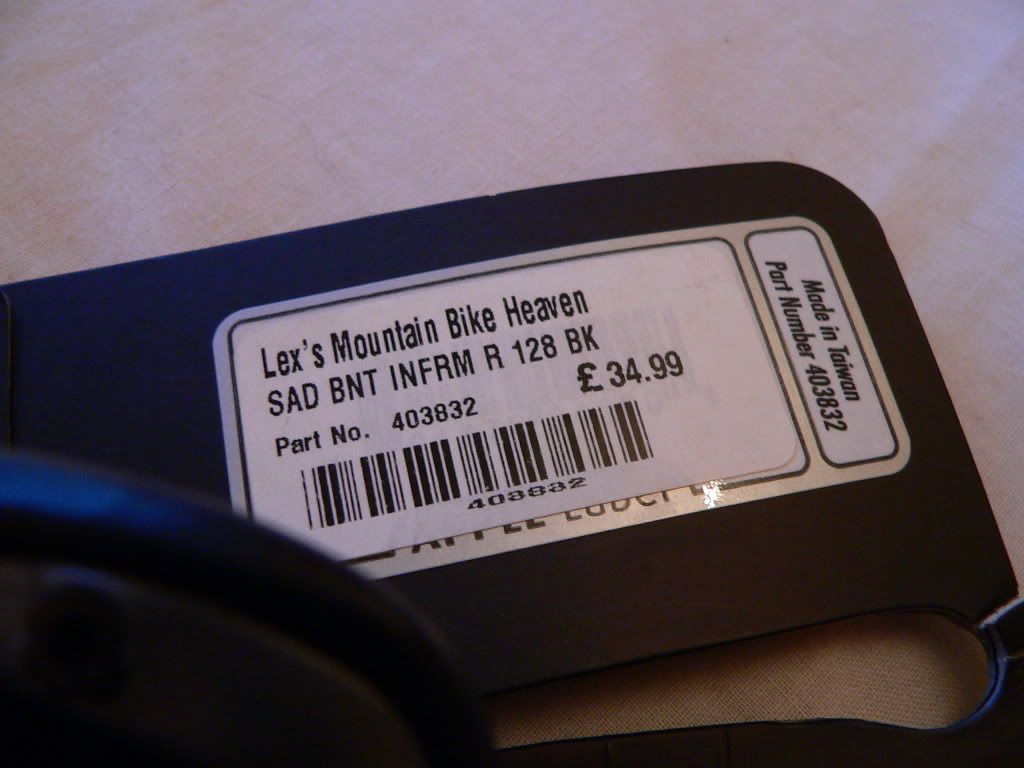 Lex's Mountain Bike Heaven
SAD BNT INFRM R 128 BK
£ 34.99
Part No. 403832
403832
Made in Taiwan
Part Number 403832